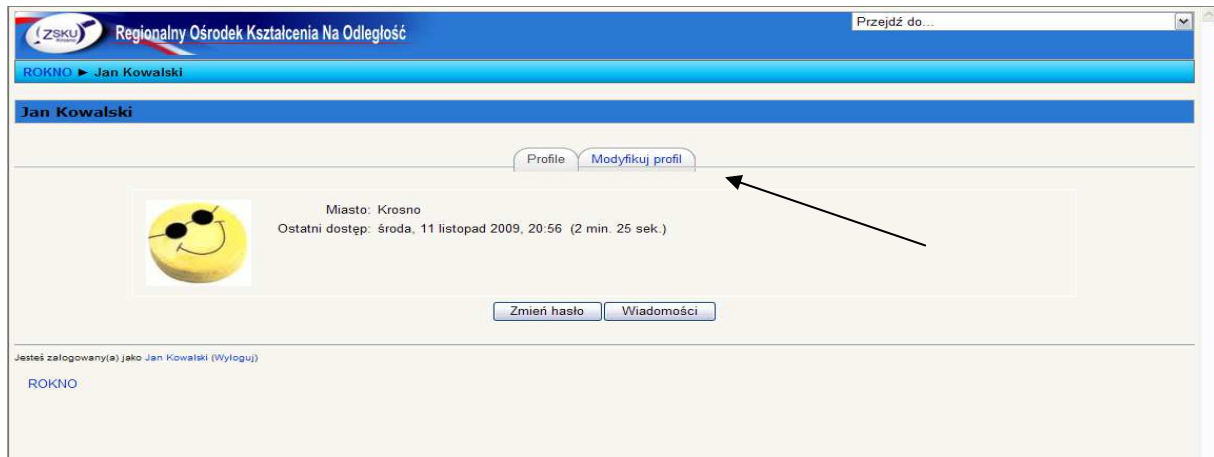 (ZSKU)
Regionalny Ośrodek Kształcenia Na Odległość
Przejdź do...
ROKNO ► Jan Kowalski
Jan Kowalski
Profile
Modyfikuj profil
Miasto: Krosno
Ostatni dostęp: środa, 11 listopad 2009, 20:56 (2 min. 25 sek.)
Zmień hasło
Wiadomości
Jesteś zalogowany(a) jako Jan Kowalski (Wyloguj)
ROKNO